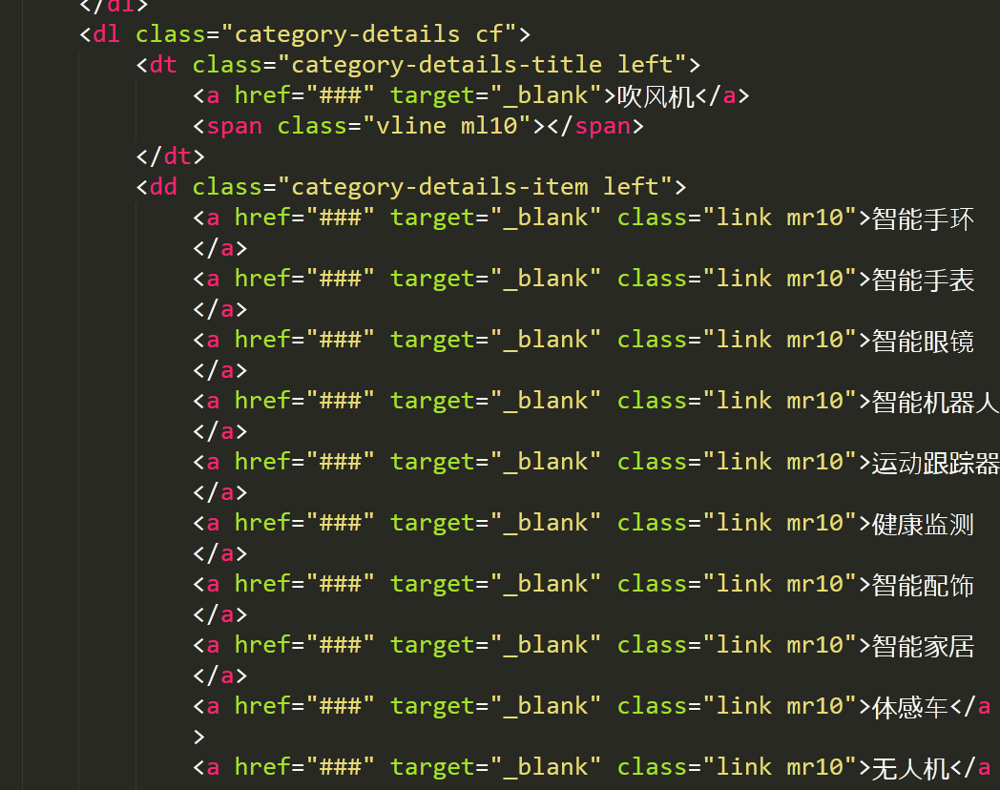 </dl>
<dl class="category-details cf">
<dt class="category-details-title left">
<a href="###" target="_blank">吹风机</a>
<span class="vline ml10"></span>
</dt>
<dd class="category-details-item left">
<a href="###" target="_blank" class="link mr10">智能手环
</a>
<a href="###" target="_blank" class="link mr10">智能手表
</a>
<a href="###" target="_blank" class="link mr10">智能眼镜
</a>
<a href="###" target="_blank" class="link mr10">智能机器人
</a>
<a href="###" target="_blank" class="link mr10">运动跟踪器
</a>
<a href="###" target="_blank" class="link mr10">健康监测
</a>
<a href="###" target="_blank" class="link mr10">智能配饰
</a>
<a href="###" target="_blank" class="link mr10">智能家居
</a>
<a href="###" target="_blank" class="link mr10">体感车</a
>
<a href="###" target="_blank" class="link mr10">无人机</a